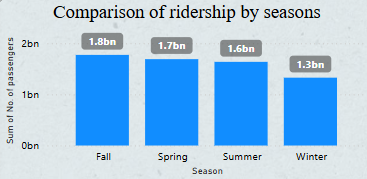 Comparison of ridership by seasons
Sum of No. of passengers
2bn
1bn
0bn
1.8bn
1.7bn
1.6bn
1.3bn
Fall
Spring
Summer
Winter
Season